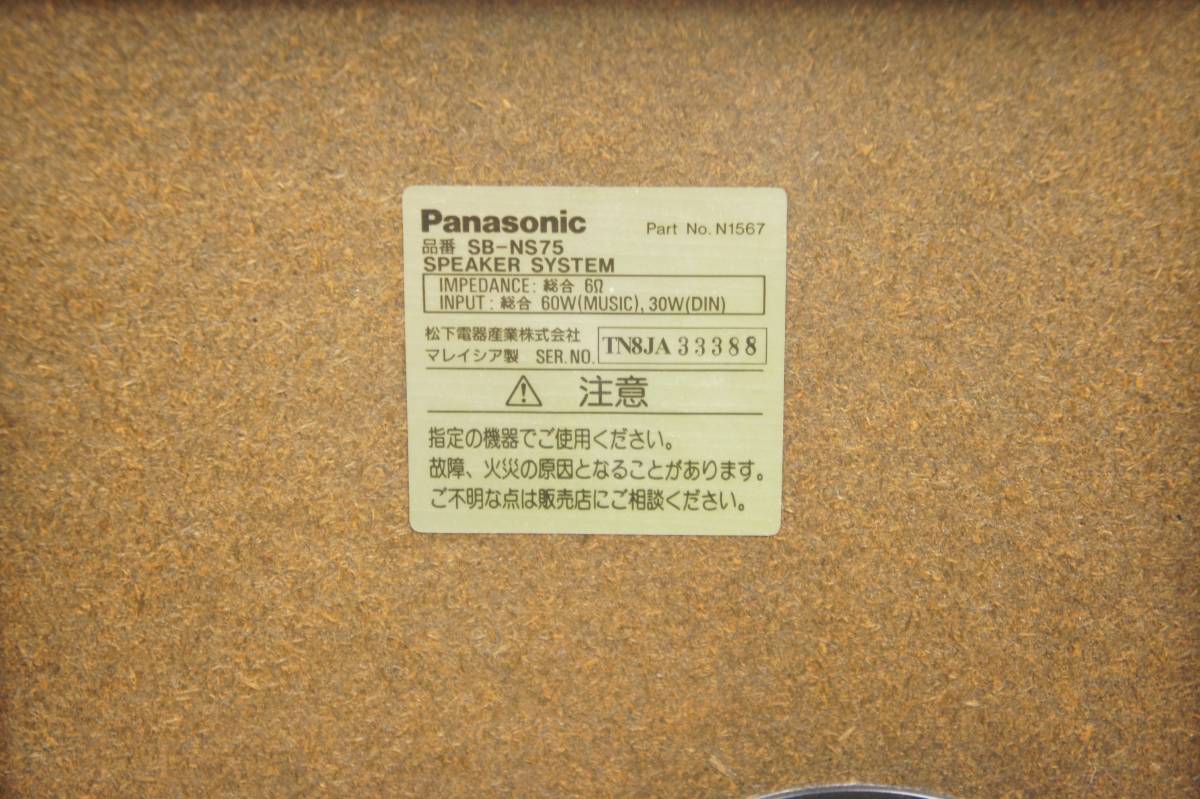 Panasonic Part No. N1567
品番 SB-NS75
SPEAKER SYSTEM
IMPEDANCE: 総合 6Ω
INPUT: 総合 60W(MUSIC), 30W(DIN)
松下電器産業株式会社
マレイシア製 SER.NO. TN8JA 33388
⚠ 注意
指定の機器でご使用ください。
故障、火災の原因となることがあります。
ご不明な点は販売店にご相談ください。